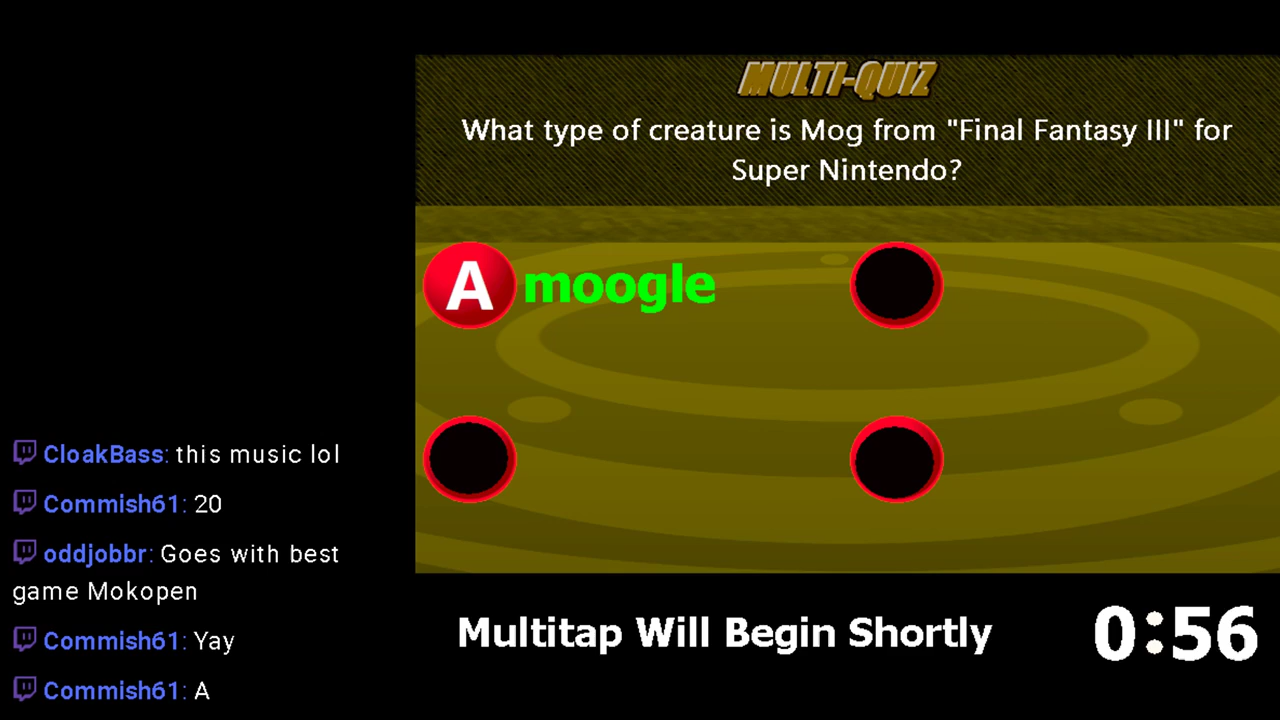 MULTI-QUIZ
What type of creature is Mog from "Final Fantasy III" for
Super Nintendo?
A moogle
CloakBass: this music lol
Commish61: 20
oddjobbr: Goes with best
game Mokopen
Commish61: Yay
Commish61: A
Multitap Will Begin Shortly
0:56